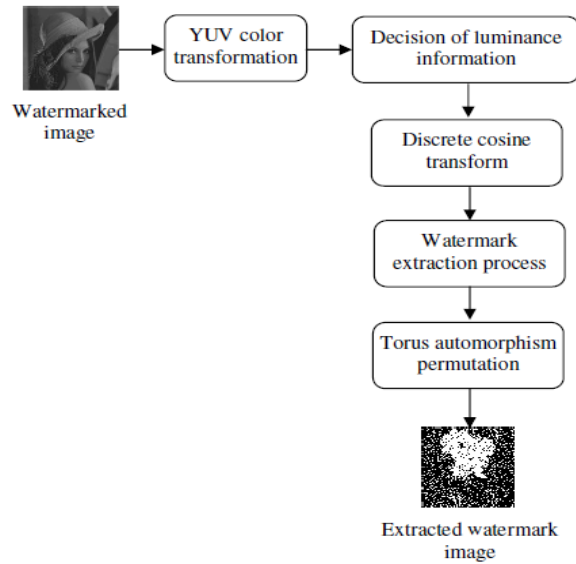 YUV color
transformation
Decision of luminance
information
Watermarked
image
Discrete cosine
transform
Watermark
extraction process
Torus automorphism
permutation
Extracted watermark
image